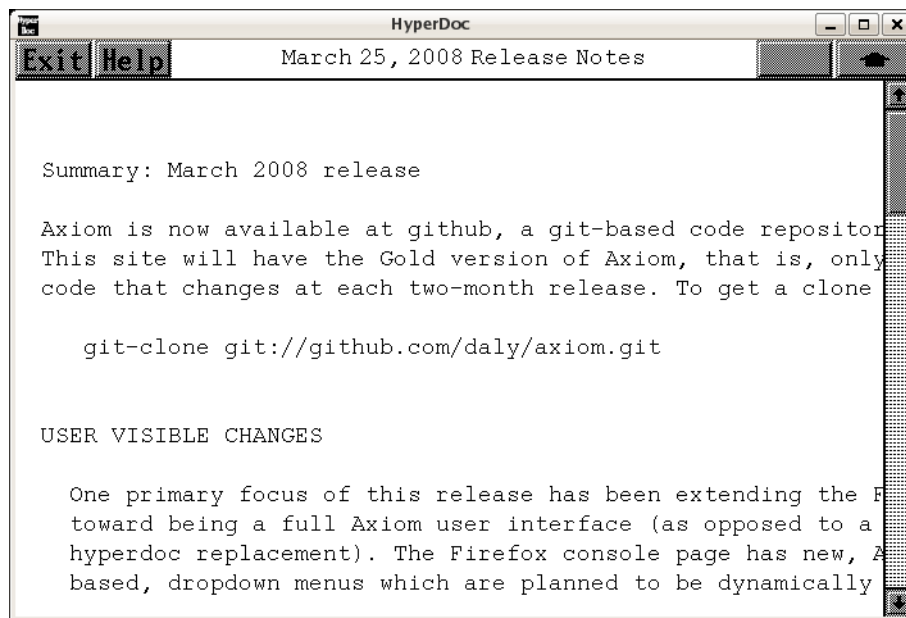 Hyper Doc
HyperDoc
Exit Help March 25, 2008 Release Notes
Summary: March 2008 release
Axiom is now available at github, a git-based code repositor
This site will have the Gold version of Axiom, that is, only
code that changes at each two-month release. To get a clone
git-clone git://github.com/daly/axiom.git
USER VISIBLE CHANGES
One primary focus of this release has been extending the F
toward being a full Axiom user interface (as opposed to a
hyperdoc replacement). The Firefox console page has new, A
based, dropdown menus which are planned to be dynamically